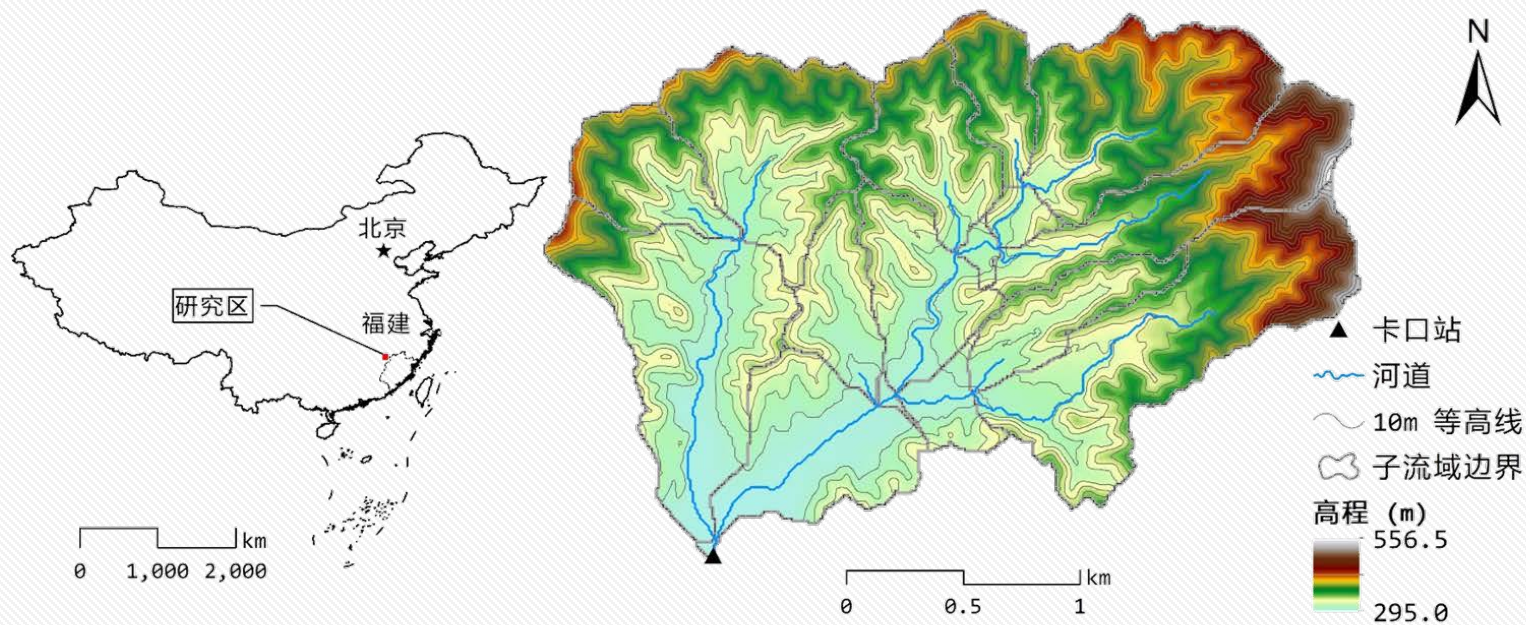 北京
研究区
福建
km
0 1,000 2,000
N
卡口站
河道
10m 等高线
子流域边界
高程 (m)
556.5
295.0
km
0 0.5 1